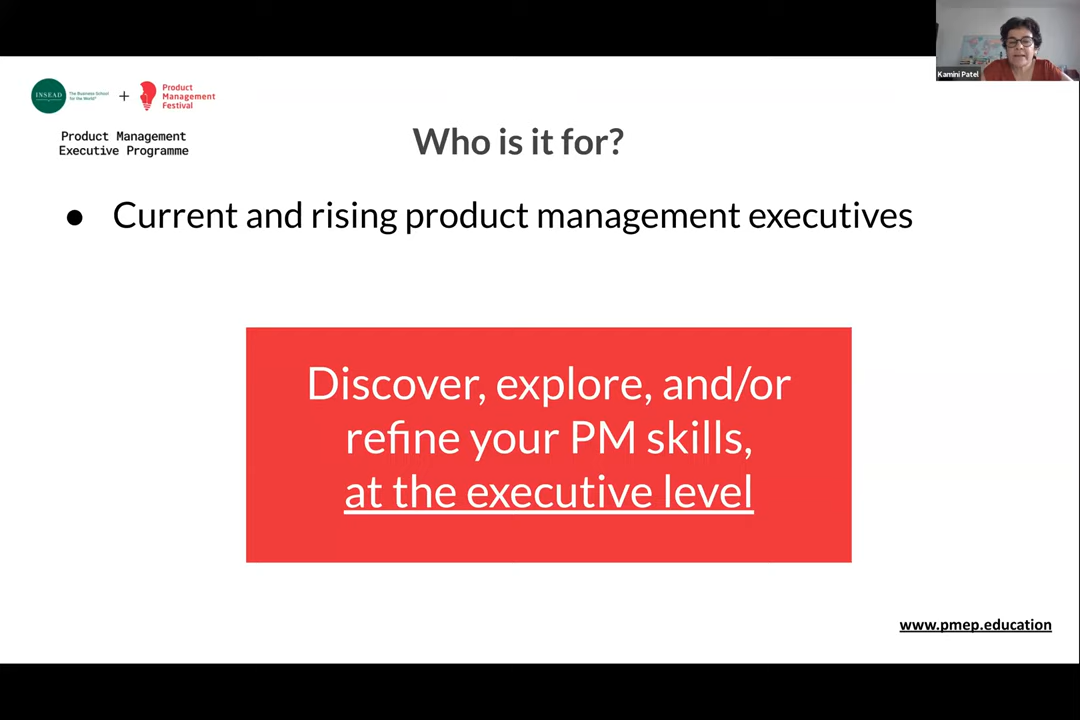 INSEAD
The Business School
for the World®
+
Product
Management
Festival
Product Management
Executive Programme
Kamini Patel
Who is it for?
● Current and rising product management executives
Discover, explore, and/or
refine your PM skills,
at the executive level
www.pmep.education